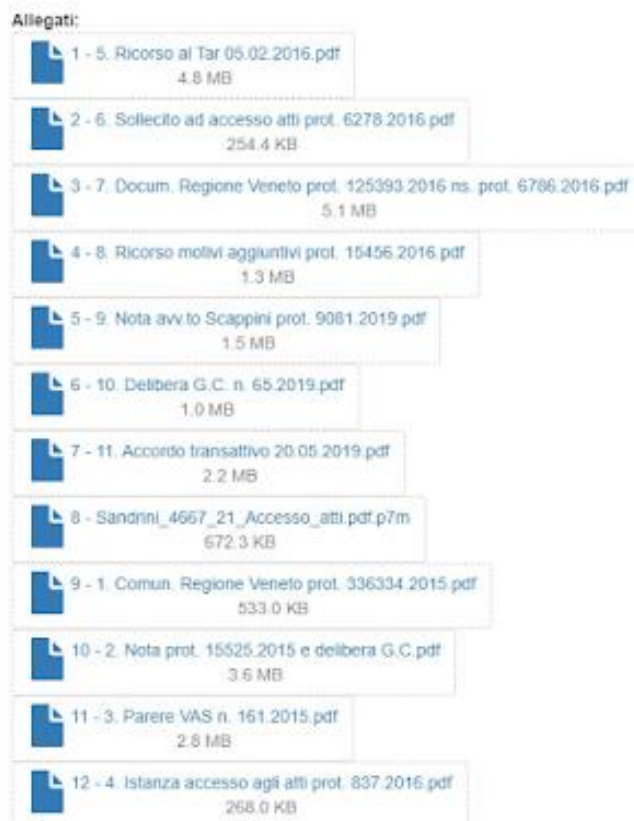 Allegati:
1 - 5. Ricorso al Tar 05.02.2016.pdf
4.8 MB
2 - 6. Sollecito ad accesso atti prot. 6278.2016.pdf
254.4 KB
3 - 7. Docum. Regione Veneto prot. 125393.2016 ns. prot. 6786.2016.pdf
5.1 MB
4 - 8. Ricorso motivi aggiuntivi prot. 15456.2016.pdf
1.3 MB
5 - 9. Nota avv.to Scappini prot. 9081.2019.pdf
1.5 MB
6 - 10. Delibera G.C. n. 65.2019.pdf
1.0 MB
7 - 11. Accordo transattivo 20.05.2019.pdf
2.2 MB
8 - Sandrini_4667_21_Accesso_atti.pdf.p7m
672.3 KB
9 - 1. Comun. Regione Veneto prot. 336334.2015.pdf
533.0 KB
10 - 2. Nota prot. 15525.2015 e delibera G.C.pdf
3.6 MB
11 - 3. Parere VAS n. 161.2015.pdf
2.8 MB
12 - 4. Istanza accesso agli atti prot. 837.2016.pdf
268.0 KB